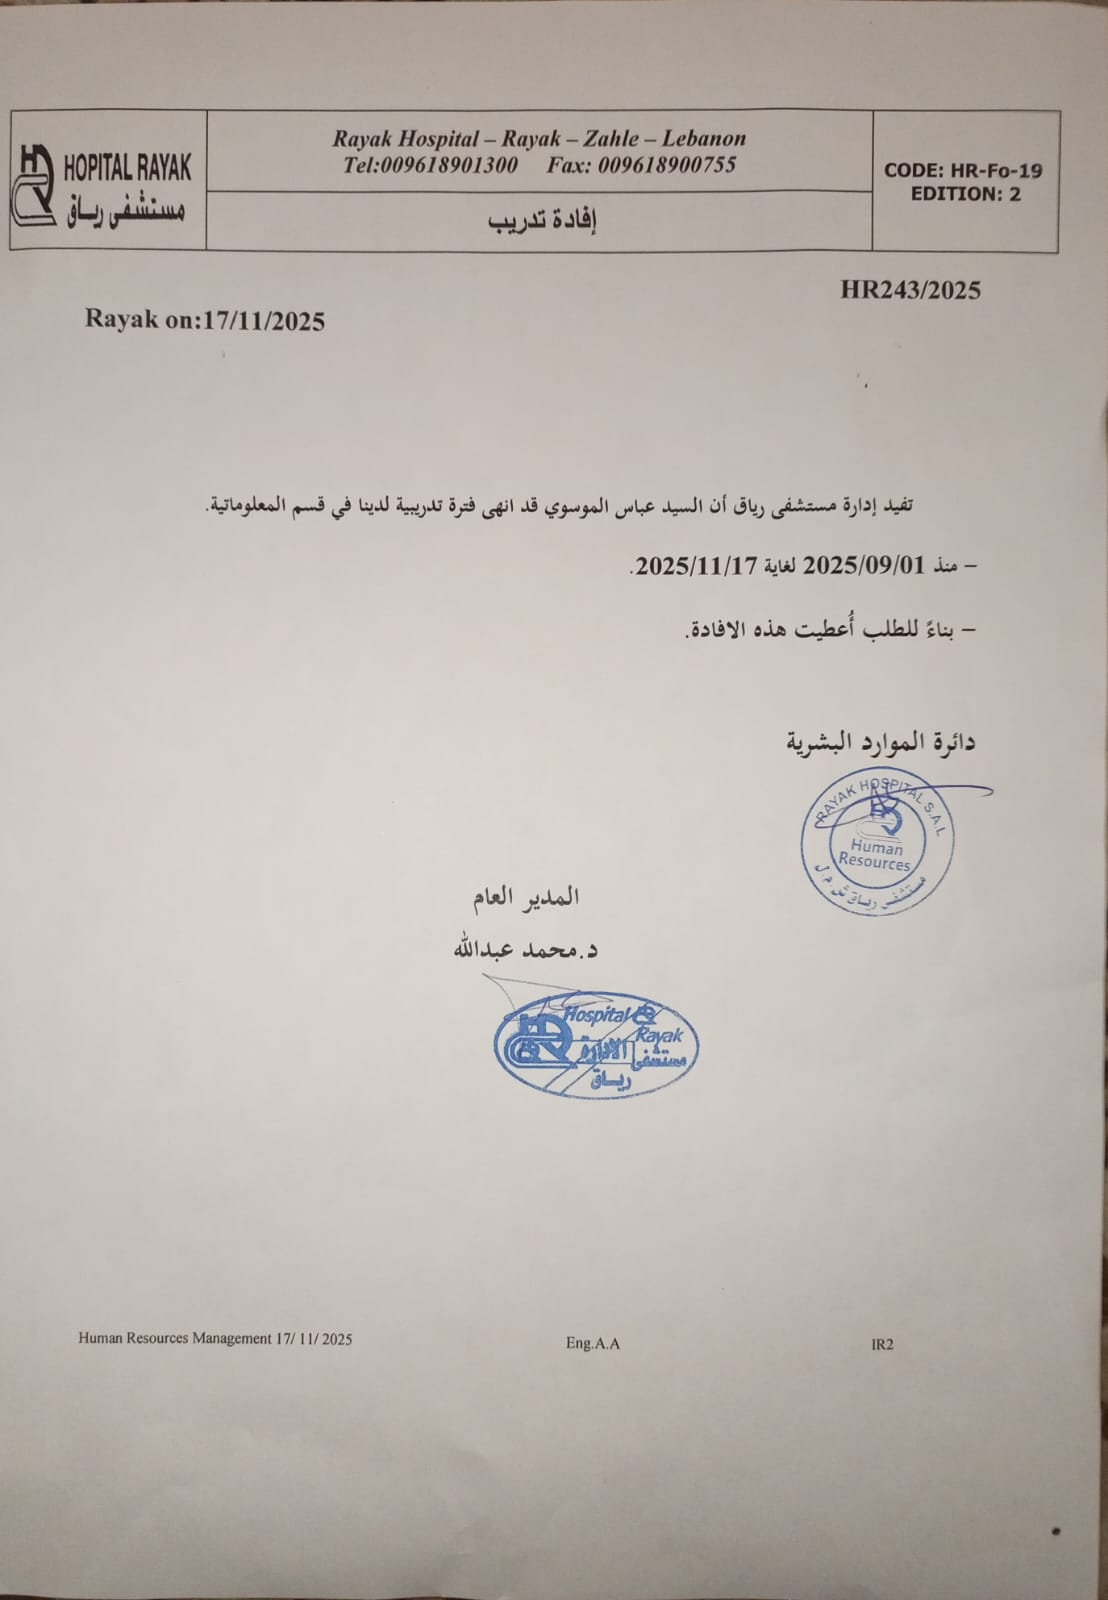 HOPITAL RAYAK
مستشفى رياق
Rayak Hospital – Rayak – Zahle – Lebanon
Tel:009618901300 Fax: 009618900755
إفادة تدريب
CODE: HR-Fo-19
EDITION: 2
HR243/2025
Rayak on:17/11/2025
تفيد إدارة مستشفى رياق أن السيد عباس الموسوي قد انهى فترة تدريبية لدينا في قسم المعلوماتية.
– منذ 2025/09/01 لغاية 2025/11/17.
– بناءً للطلب أُعطيت هذه الافادة.
دائرة الموارد البشرية
RAYAK HOSPITAL S.A.L
Human
Resources
مستشفى رياق ش.م.ل
المدير العام
د.محمد عبدالله
Hospital
Rayak
الادارة
مستشفى
رياق
Human Resources Management 17/ 11/ 2025
Eng.A.A
IR2